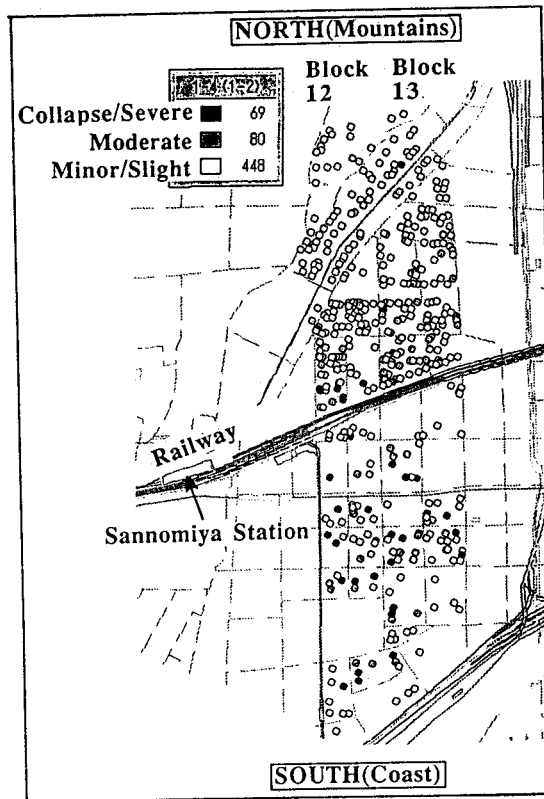 NORTH(Mountains)
Block 12
Block 13
Collapse/Severe 69
Moderate 80
Minor/Slight 448
Railway
Sannomiya Station
SOUTH(Coast)